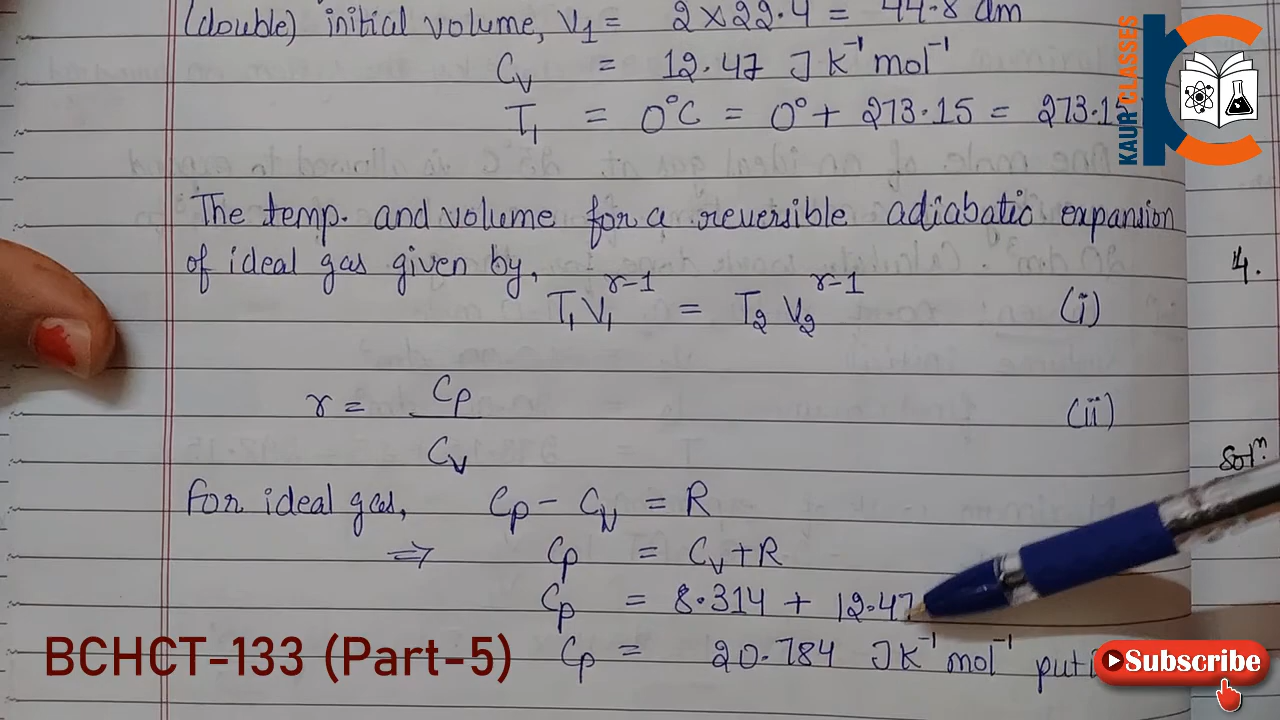 (double) initial volume, V1 = 2×22.4 = 44.8 dm
Cv = 12.47 J K⁻¹ mol⁻¹
T1 = 0°C = 0° + 273.15 = 273.15
The temp. and volume for a reversible adiabatic expansion
of ideal gas given by,
T1V1^r-1 = T2 V2^r-1 (i)
r = Cp / Cv (ii)
for ideal gas, Cp - Cv = R
⇒ Cp = Cv + R
Cp = 8.314 + 12.47
Cp = 20.784 JK⁻¹ mol⁻¹
4.
Solⁿ
KAUR CLASSES
BCHCT-133 (Part-5)
Subscribe